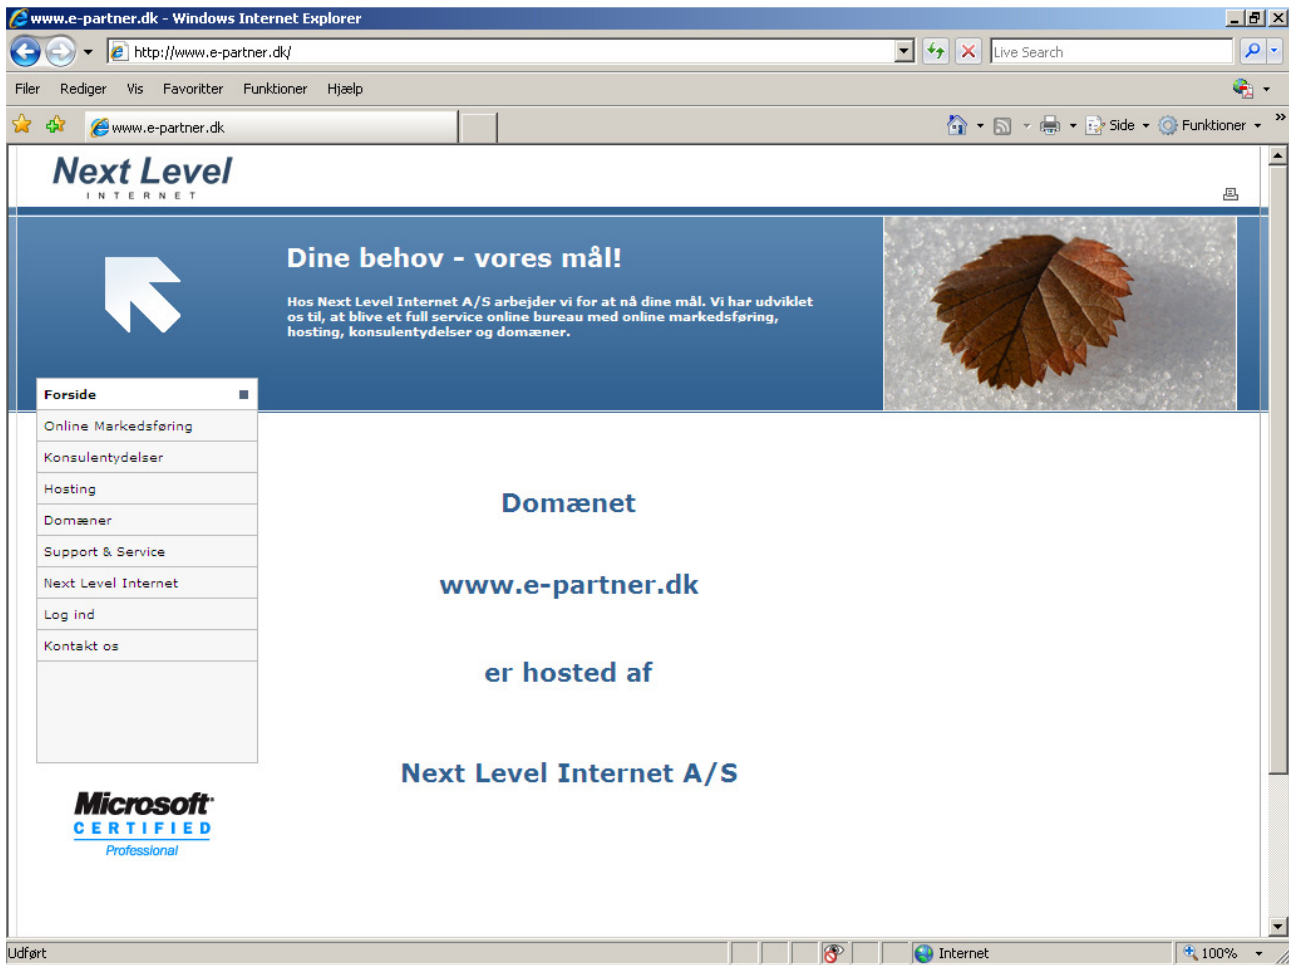 www.e-partner.dk - Windows Internet Explorer
http://www.e-partner.dk/
Live Search
Filer Rediger Vis Favoritter Funktioner Hjælp
www.e-partner.dk
Side Funktioner »
Next Level
INTERNET
Dine behov - vores mål!
Hos Next Level Internet A/S arbejder vi for at nå dine mål. Vi har udviklet
os til, at blive et full service online bureau med online markedsføring,
hosting, konsulentydelser og domæner.
Forside
Online Markedsføring
Konsulentydelser
Hosting
Domæner
Support & Service
Next Level Internet
Log ind
Kontakt os
Domænet
www.e-partner.dk
er hosted af
Next Level Internet A/S
Microsoft
CERTIFIED
Professional
Udført
Internet
100%